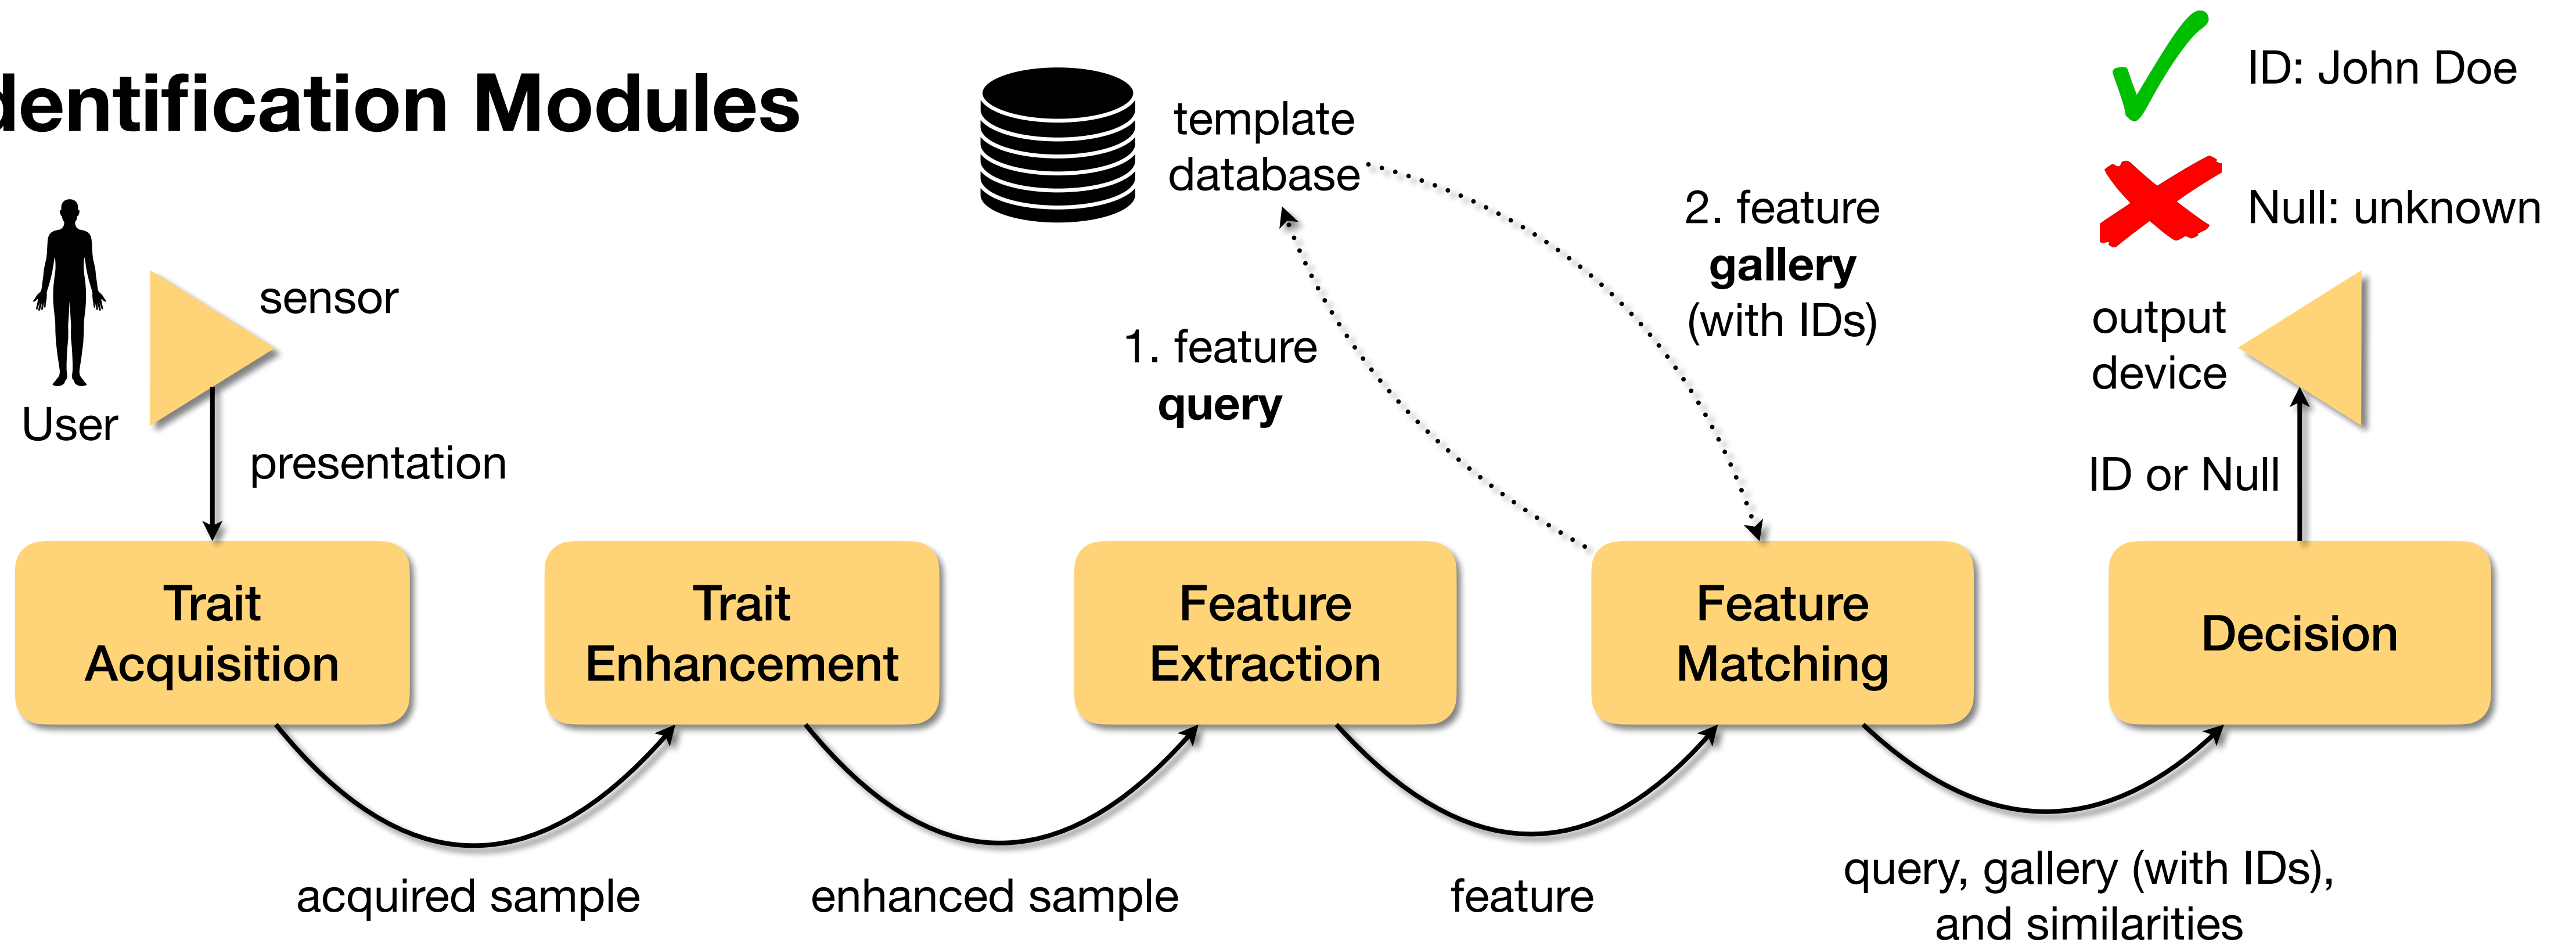 dentification Modules
template
database
ID: John Doe
Null: unknown
2. feature
gallery
(with IDs)
sensor
User
1. feature
query
output
device
presentation
ID or Null
Trait
Acquisition
Trait
Enhancement
Feature
Extraction
Feature
Matching
Decision
acquired sample
enhanced sample
feature
query, gallery (with IDs),
and similarities